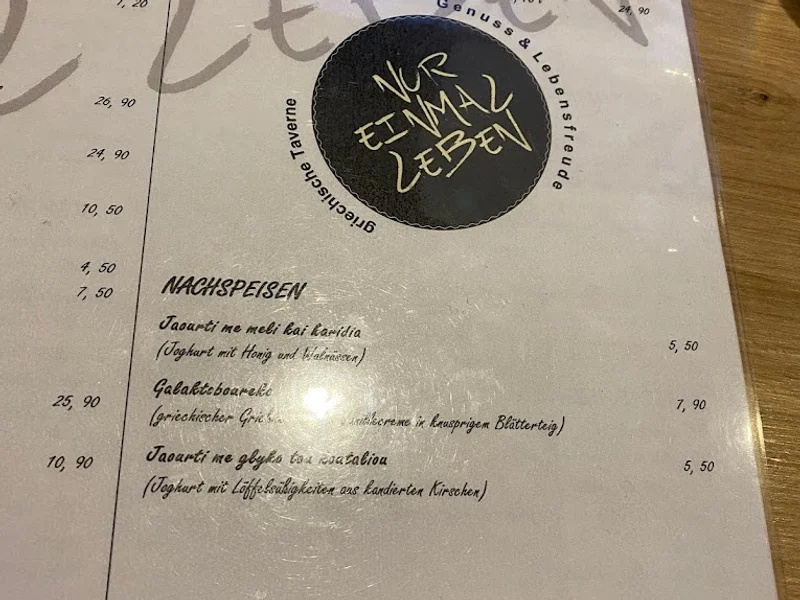 7, 20
26, 90
24, 90
10, 50
4, 50
7, 50
25, 90
10, 90
24, 90
Genuss & Lebensfreude
NUR
EINMAL
LEBEN
griechische Taverne
NACHSPEISEN
Jaourti me meli kai karidia
(Joghurt mit Honig und Walnüssen) 5, 50
Galaktoboureko
(griechischer in knusprigem Blätterteig) 7, 90
Jaourti me glyko tou koutaliou 5, 50
(Joghurt mit Löffelsüßigkeiten aus kandierten Kirschen)